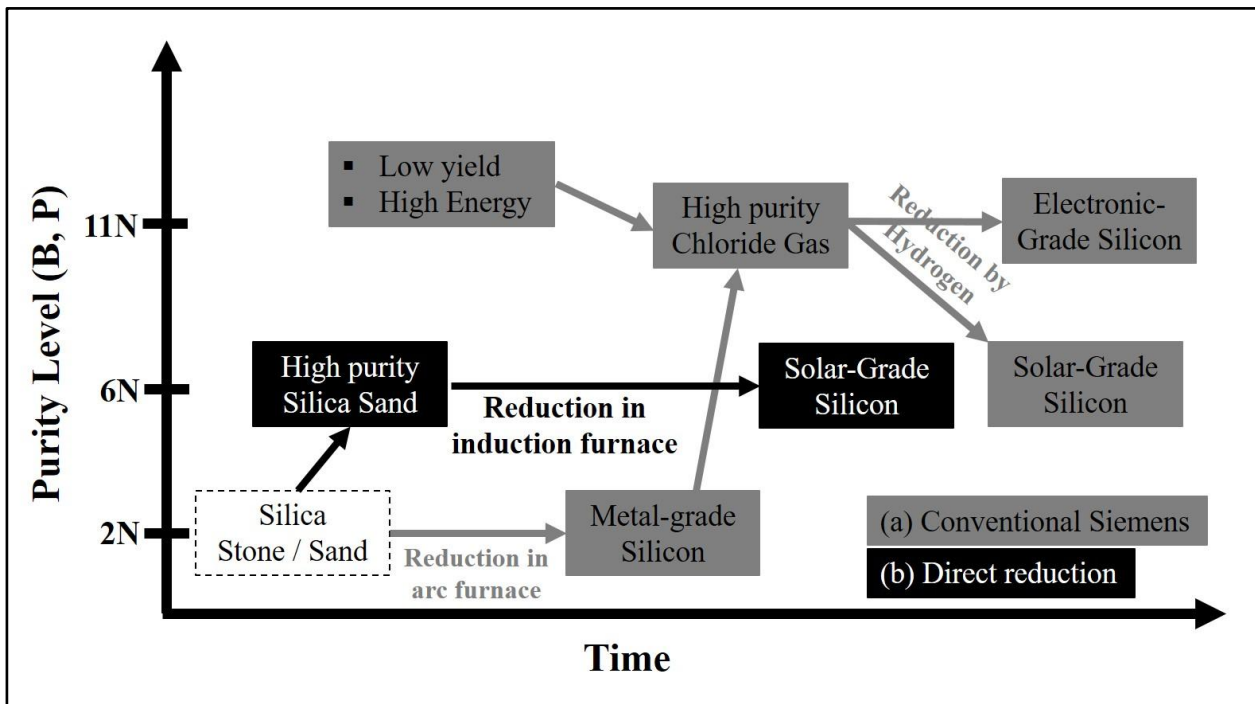 Purity Level (B, P)
11N
6N
2N
▪ Low yield
▪ High Energy
High purity
Chloride Gas
Reduction by
Hydrogen
Electronic-
Grade Silicon
High purity
Silica Sand
Reduction in
induction furnace
Solar-Grade
Silicon
Solar-Grade
Silicon
Silica
Stone / Sand
Reduction in
arc furnace
Metal-grade
Silicon
(a) Conventional Siemens
(b) Direct reduction
Time